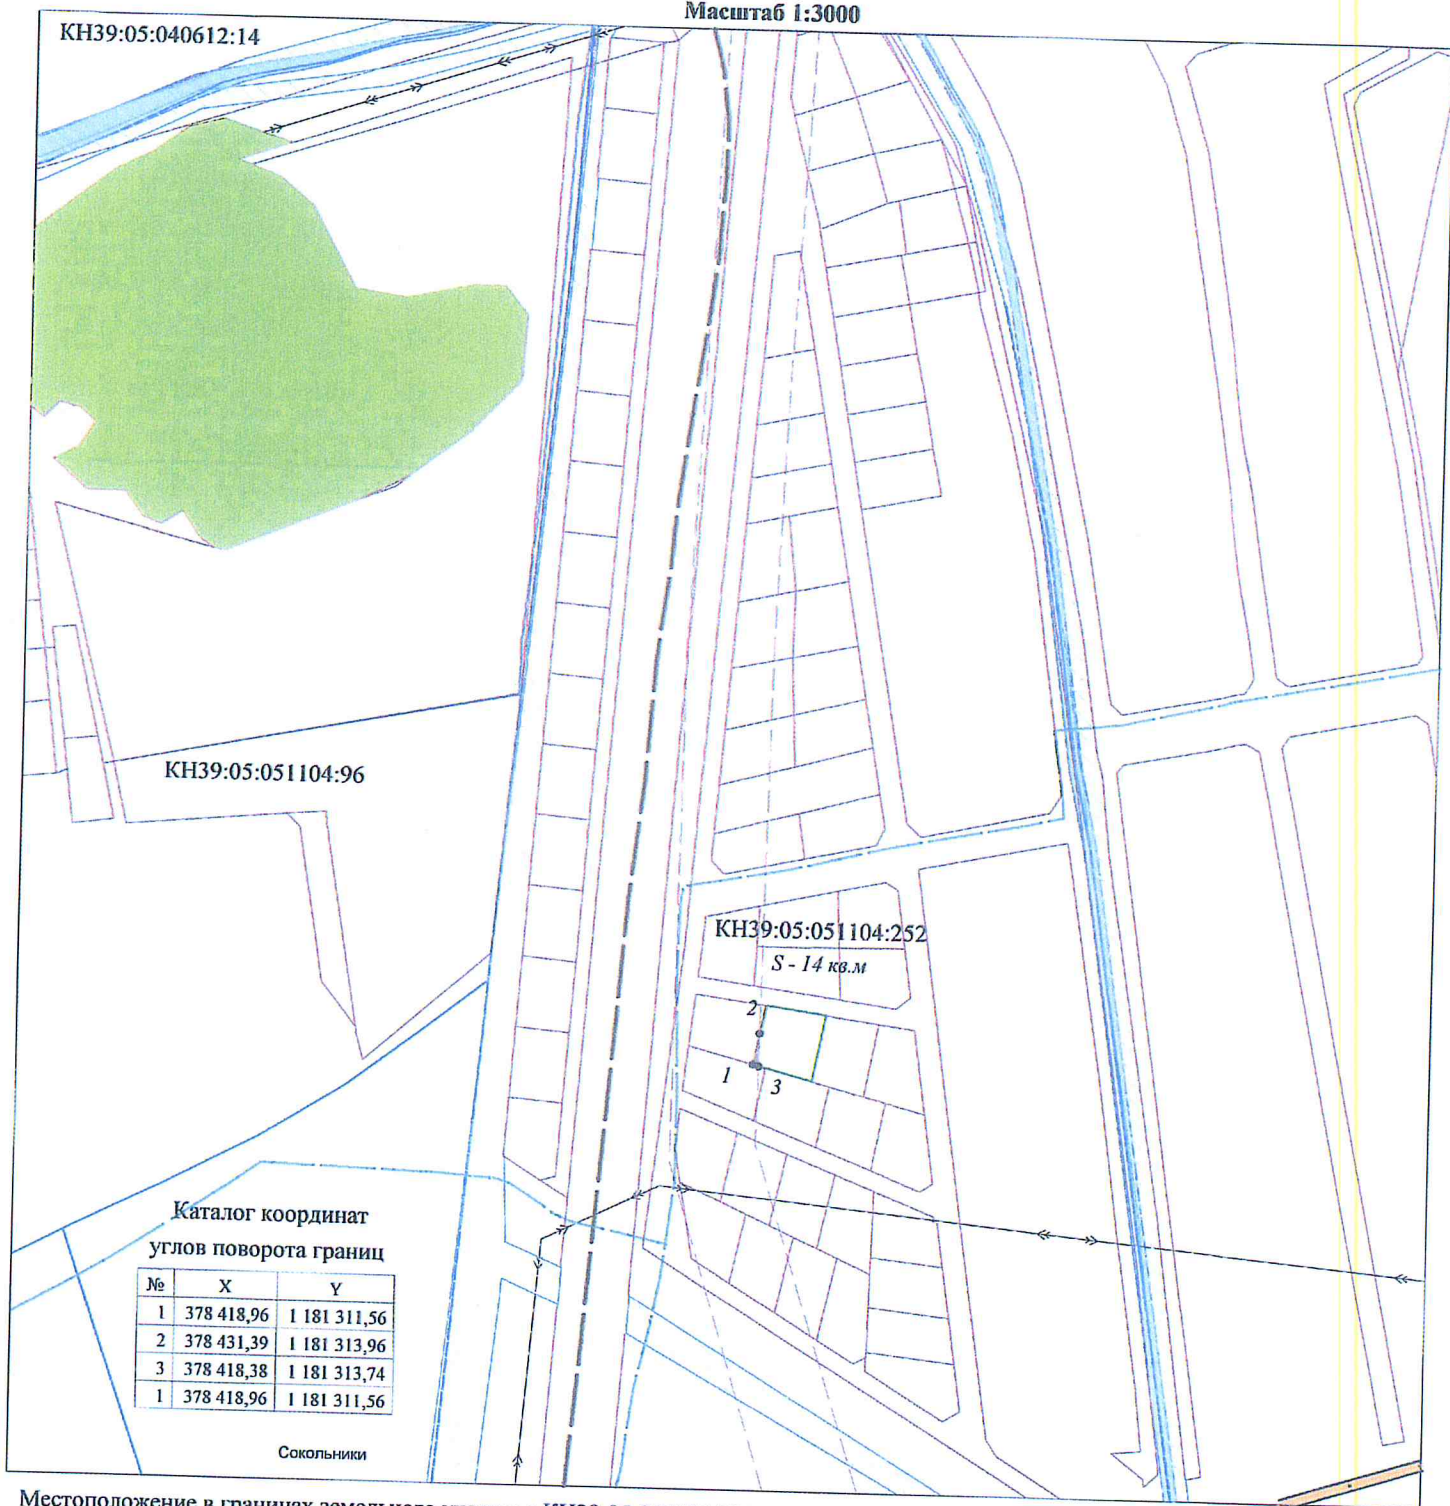 Масштаб 1:3000
КН39:05:040612:14
КН39:05:051104:96
КН39:05:051104:252
S - 14 кв.м
2
1
3
Каталог координат
углов поворота границ
№ X Y
1 378 418,96 1 181 311,56
2 378 431,39 1 181 313,96
3 378 418,38 1 181 313,74
1 378 418,96 1 181 311,56
Сокольники
Местоположение в границах земельного